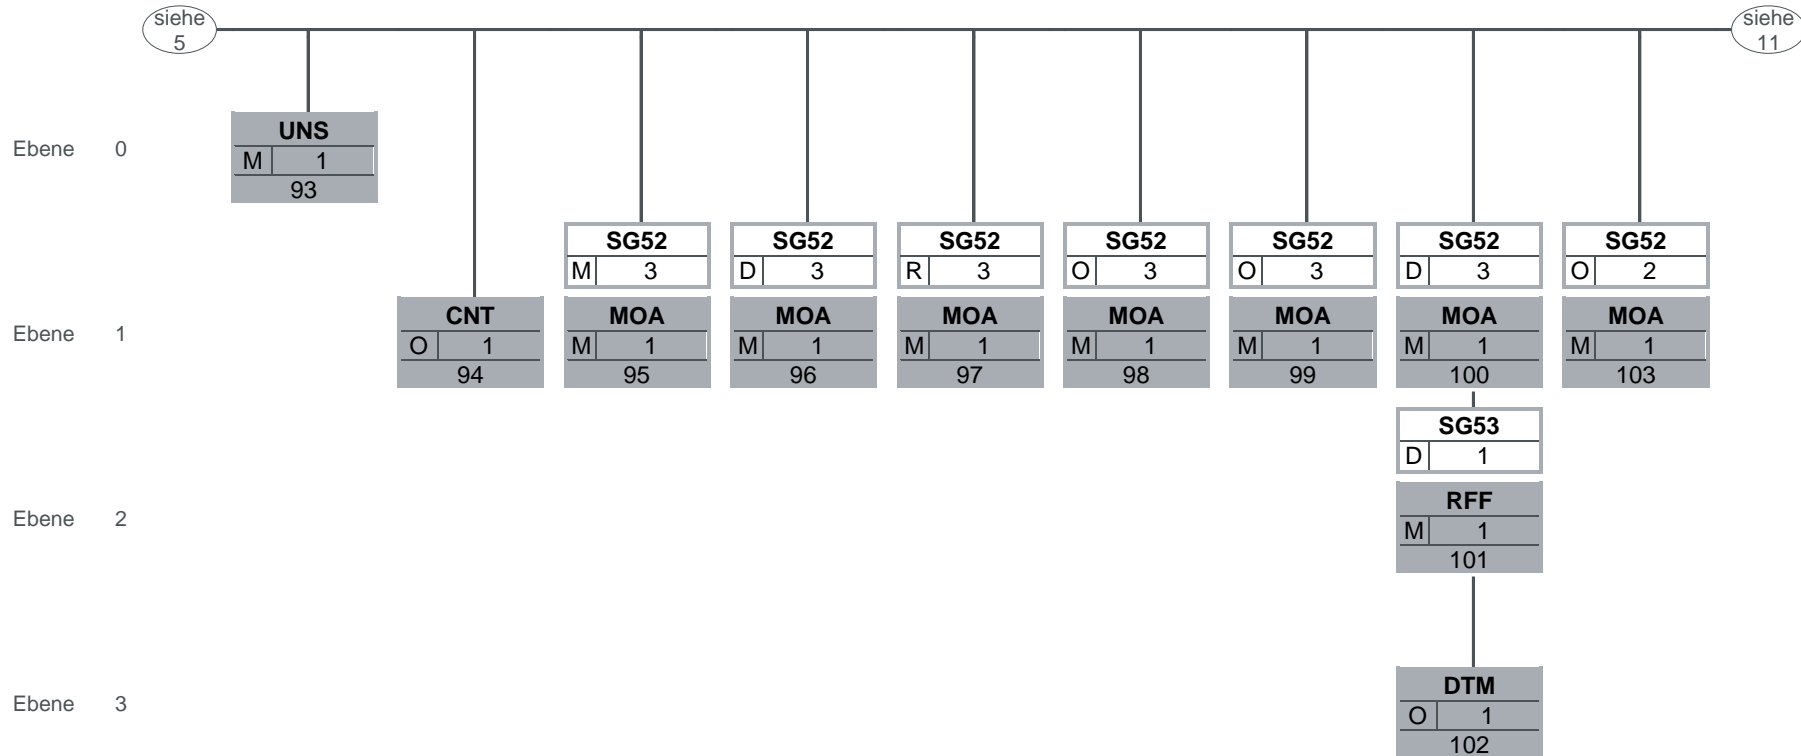 siehe
5
siehe
11
Ebene 0
UNS
M 1
93
SG52 SG52 SG52 SG52 SG52 SG52 SG52
M 3 D 3 R 3 O 3 O 3 D 3 O 2
Ebene 1
CNT MOA MOA MOA MOA MOA MOA MOA
O 1 M 1 M 1 M 1 M 1 M 1 M 1 M 1
94 95 96 97 98 99 100 103
SG53
D 1
Ebene 2
RFF
M 1
101
Ebene 3
DTM
O 1
102